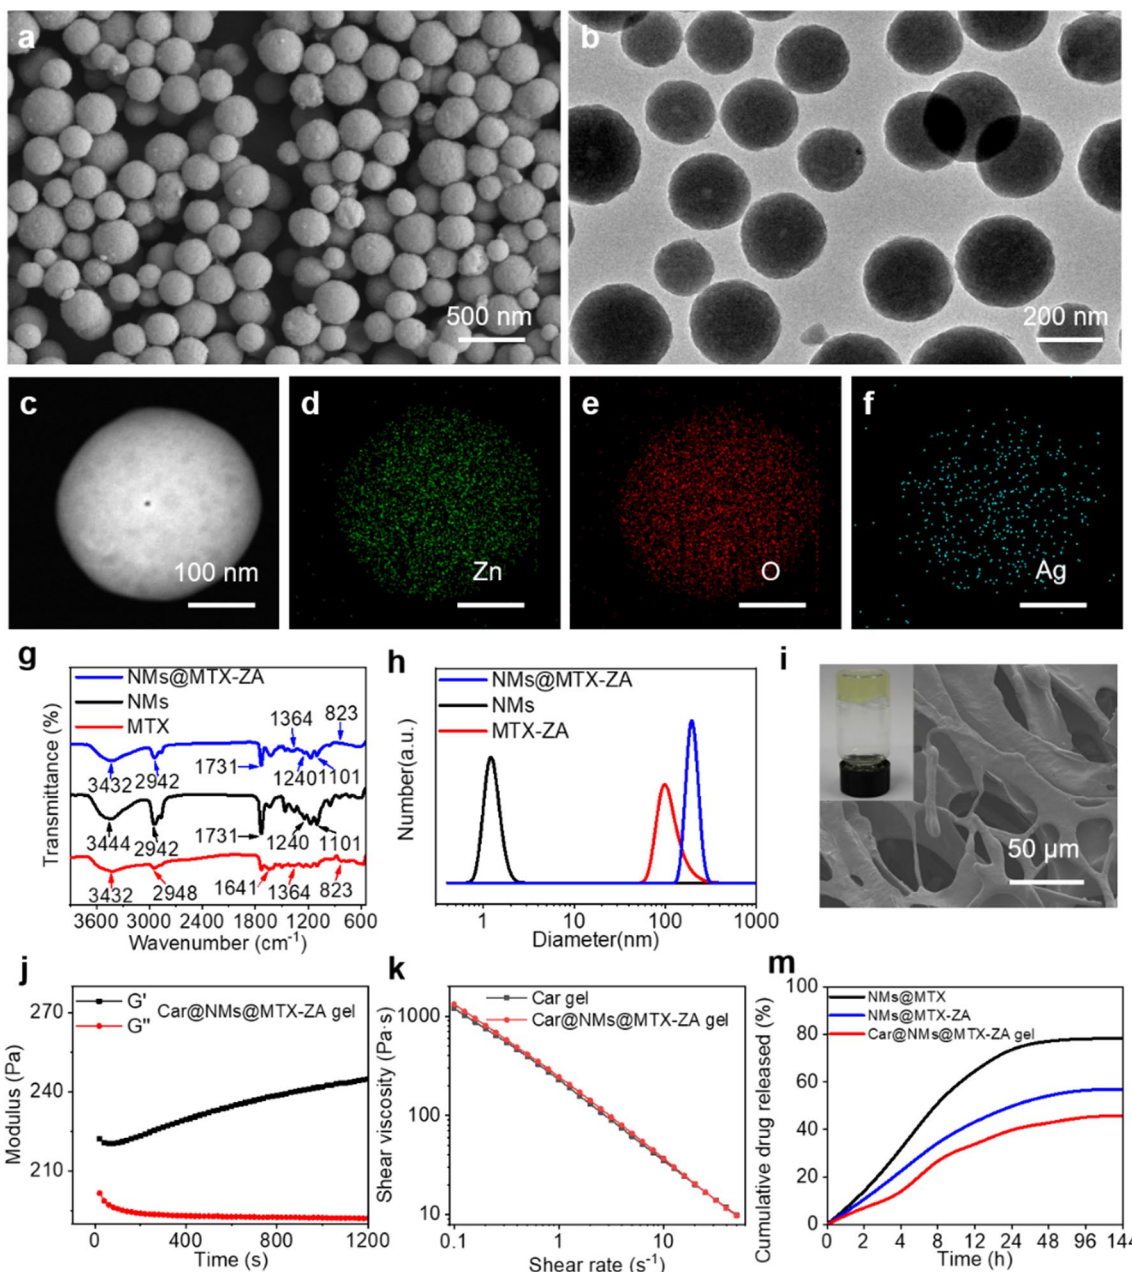 a
b
500 nm
200 nm
c
d
e
f
100 nm
Zn
O
Ag
g
NMs@MTX-ZA
NMs
MTX
Transmittance (%)
1364
823
3432
2942
1731
1240
1101
3444
2942
1731
1240
1101
3432
2948
1641
1364
823
3600 3000 2400 1800 1200 600
Wavenumber (cm⁻¹)
h
NMs@MTX-ZA
NMs
MTX-ZA
Number(a.u.)
1 10 100 1000
Diameter(nm)
i
50 µm
j
G'
G"
Car@NMs@MTX-ZA gel
Modulus (Pa)
270
240
210
0 400 800 1200
Time (s)
k
Car gel
Car@NMs@MTX-ZA gel
Shear viscosity (Pa·s)
1000
100
10
0.1 1 10
Shear rate (s⁻¹)
m
NMs@MTX
NMs@MTX-ZA
Car@NMs@MTX-ZA gel
Cumulative drug released (%)
100
80
60
40
20
0
0 2 4 8 12 24 48 96 144
Time (h)